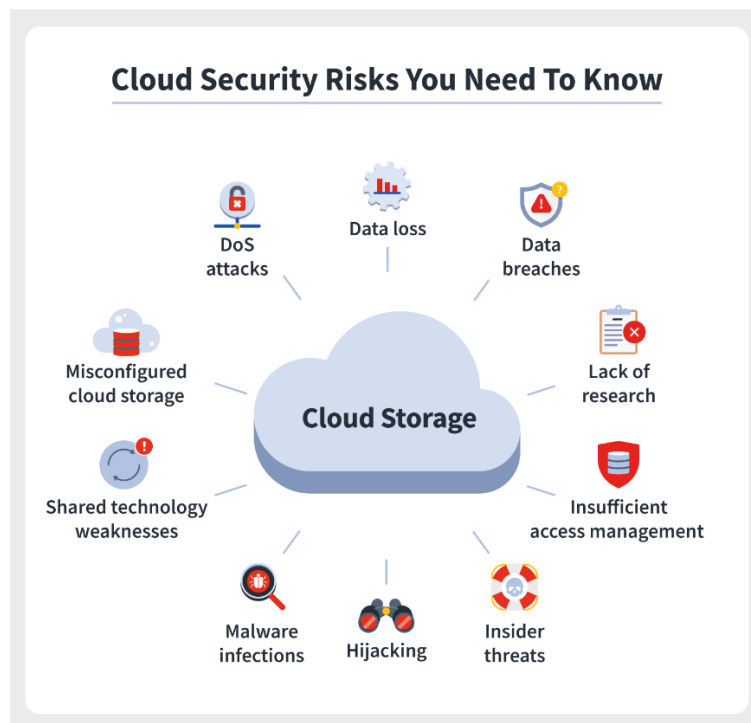 Cloud Security Risks You Need To Know
Data loss
DoS
attacks
Data
breaches
Misconfigured
cloud storage
Lack of
research
Cloud Storage
Shared technology
weaknesses
Insufficient
access management
Malware
infections
Hijacking
Insider
threats